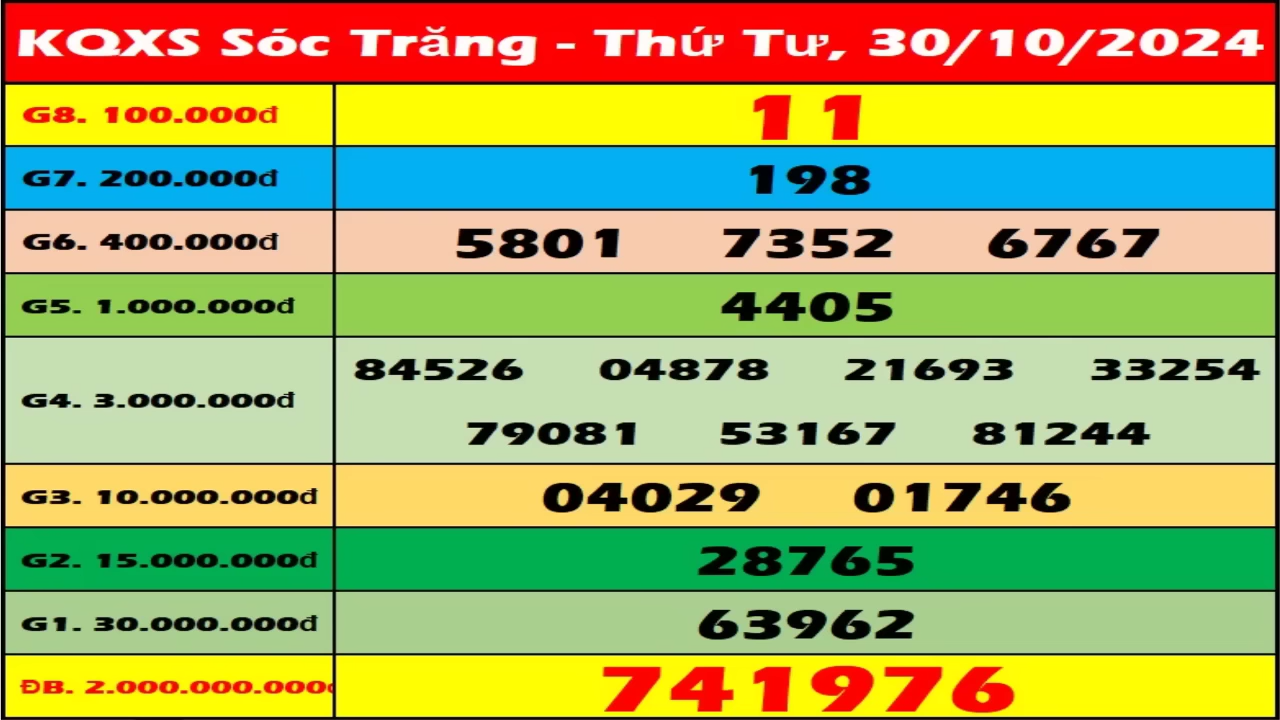 KQXS Sóc Trăng - Thứ Tư, 30/10/2024
G8. 100.000đ 11
G7. 200.000đ 198
G6. 400.000đ 5801 7352 6767
G5. 1.000.000đ 4405
G4. 3.000.000đ 84526 04878 21693 33254
79081 53167 81244
G3. 10.000.000đ 04029 01746
G2. 15.000.000đ 28765
G1. 30.000.000đ 63962
ĐB. 2.000.000.000đ 741976